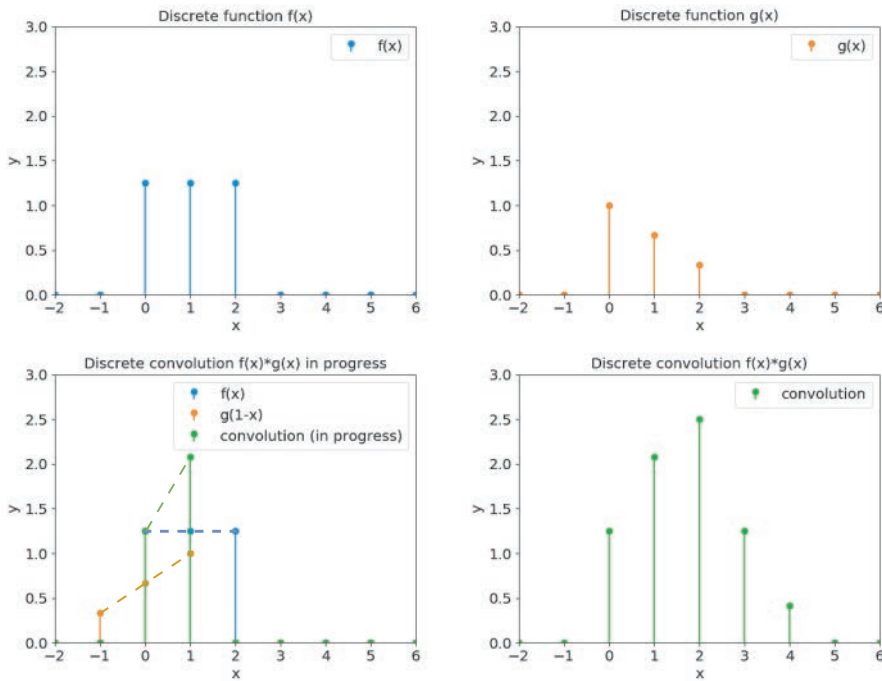 Discrete function f(x)
3.0
2.5
2.0
1.5
1.0
0.5
0.0
y
f(x)
−2 −1 0 1 2 3 4 5 6
x
Discrete function g(x)
3.0
2.5
2.0
1.5
1.0
0.5
0.0
y
g(x)
−2 −1 0 1 2 3 4 5 6
x
Discrete convolution f(x)*g(x) in progress
3.0
2.5
2.0
1.5
1.0
0.5
0.0
y
f(x)
g(1-x)
convolution (in progress)
−2 −1 0 1 2 3 4 5 6
x
Discrete convolution f(x)*g(x)
3.0
2.5
2.0
1.5
1.0
0.5
0.0
y
convolution
−2 −1 0 1 2 3 4 5 6
x